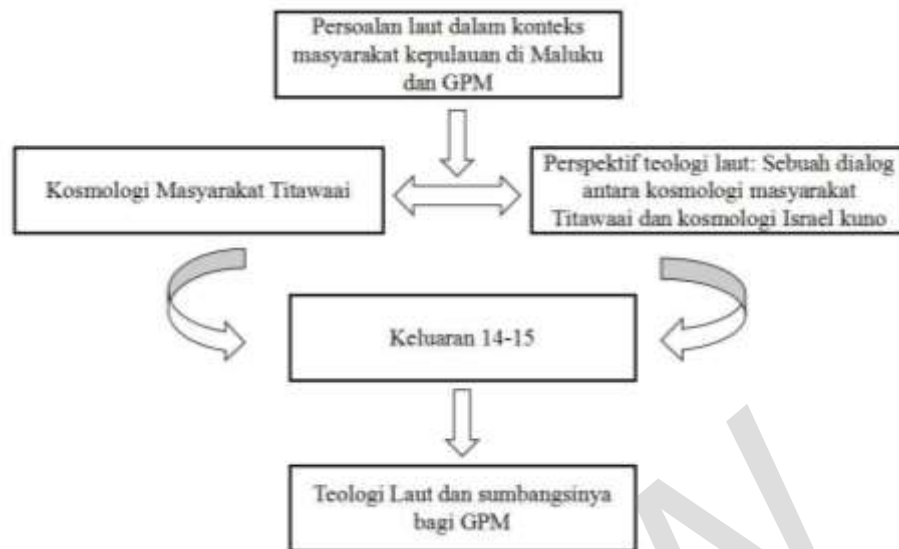 Persoalan laut dalam konteks
masyarakat kepulauan di Maluku
dan GPM
Kosmologi Masyarakat Titawaai
Perspektif teologi laut: Sebuah dialog
antara kosmologi masyarakat
Titawaai dan kosmologi Israel kuno
Keluaran 14-15
Teologi Laut dan sumbangsinya
bagi GPM